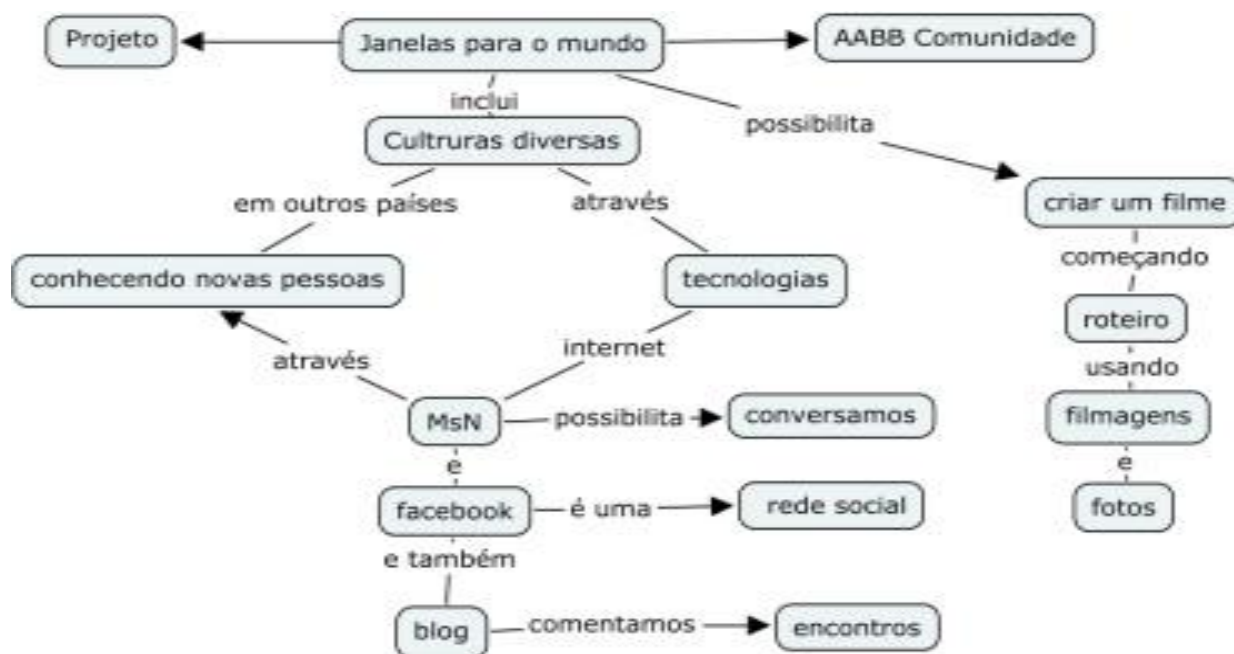 Projeto
Janelas para o mundo
AABB Comunidade
inclui
possibilita
Cultruras diversas
em outros países
através
criar um filme
começando
conhecendo novas pessoas
tecnologias
roteiro
através
internet
usando
MsN
possibilita
conversamos
filmagens
e
e
facebook
é uma
rede social
fotos
e também
blog
comentamos
encontros